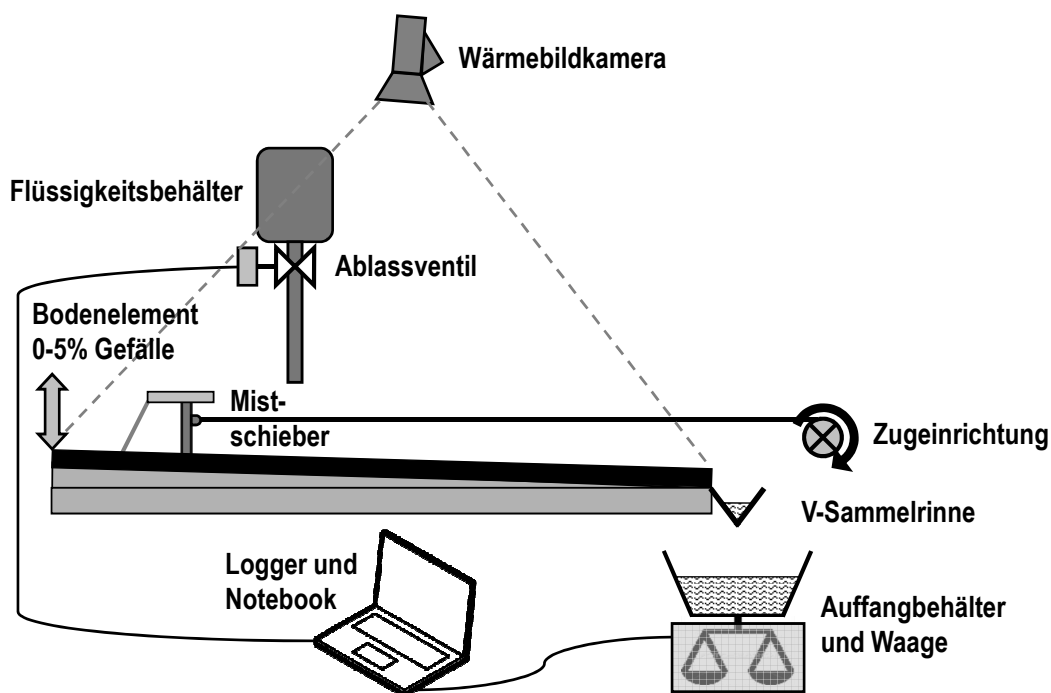 Wärmebildkamera
Flüssigkeitsbehälter
Ablassventil
Bodenelement
0-5% Gefälle
Mist-
schieber
Zugeinrichtung
V-Sammelrinne
Logger und
Notebook
Auffangbehälter
und Waage